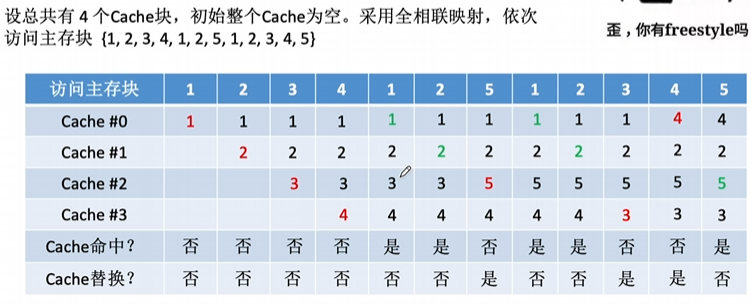 设总共有 4 个Cache块，初始整个Cache为空。采用全相联映射，依次
访问主存块 {1, 2, 3, 4, 1, 2, 5, 1, 2, 3, 4, 5}
歪，你有freestyle吗
访问主存块 1 2 3 4 1 2 5 1 2 3 4 5
Cache #0 1 1 1 1 1 1 1 1 1 1 4 4
Cache #1 2 2 2 2 2 2 2 2 2 2 2
Cache #2 3 3 3 3 5 5 5 5 5 5
Cache #3 4 4 4 4 4 4 3 3 3
Cache命中？ 否 否 否 否 是 是 否 是 是 否 否 是
Cache替换？ 否 否 否 否 否 否 是 否 否 是 是 否